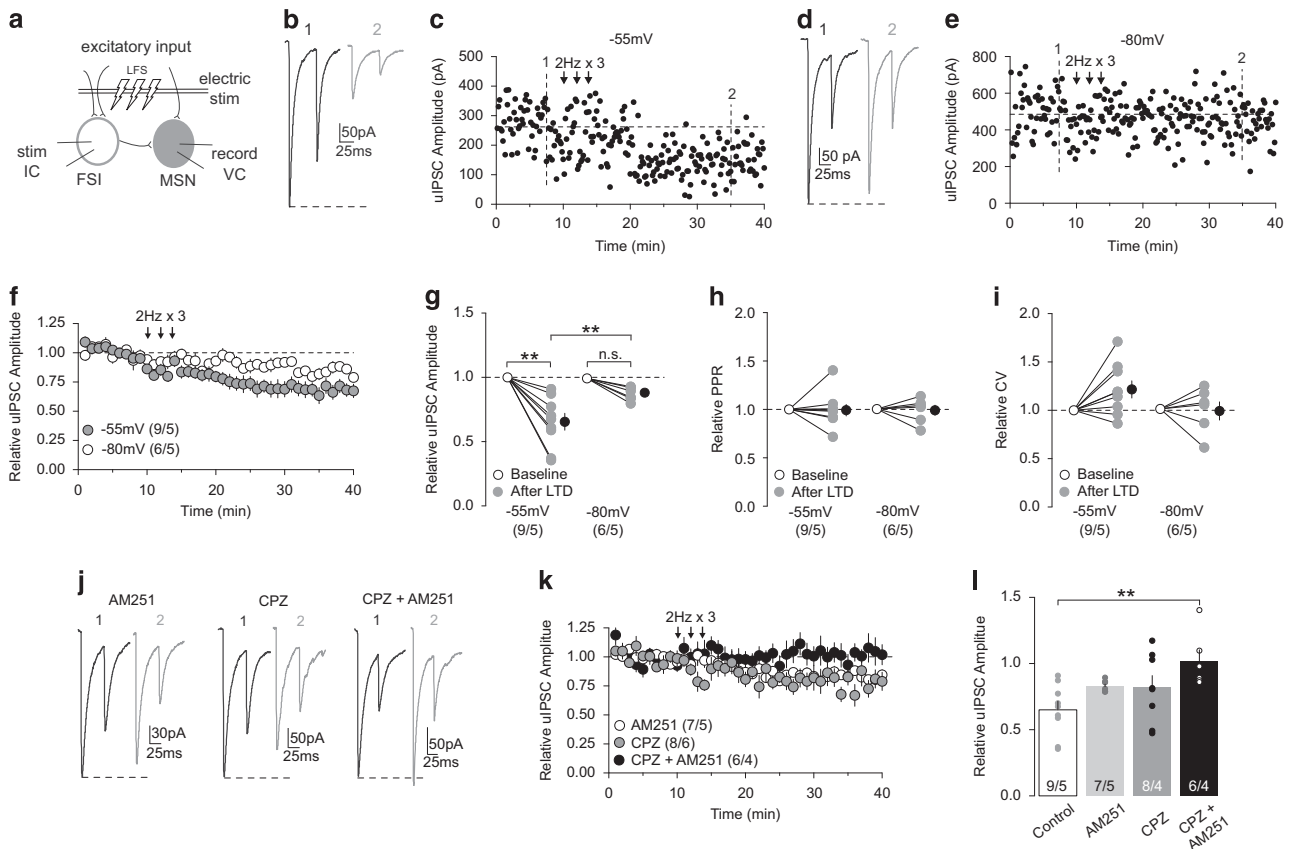 a
excitatory input
LFS
electric
stim
stim
IC
FSI
MSN
record
VC
b
1
2
50pA
25ms
c
-55mV
1
2Hz x 3
2
uIPSC Amplitude (pA)
500
400
300
200
100
0
0 10 20 30 40
Time (min)
d
1
2
50 pA
25ms
e
-80mV
1
2Hz x 3
2
uIPSC Amplitude (pA)
800
600
400
200
0
0 10 20 30 40
Time (min)
f
2Hz x 3
Relative uIPSC Amplitude
1.25
1.00
0.75
0.50
0.25
0.00
-55mV (9/5)
-80mV (6/5)
0 10 20 30 40
Time (min)
g
Relative uIPSC Amplitude
1.5
1.0
0.5
0.0
**
**
n.s.
Baseline
After LTD
-55mV -80mV
(9/5) (6/5)
h
Relative PPR
2.0
1.5
1.0
0.5
0.0
Baseline
After LTD
-55mV -80mV
(9/5) (6/5)
i
Relative CV
2.0
1.5
1.0
0.5
0
Baseline
After LTD
-55mV -80mV
(9/5) (6/5)
j
AM251 CPZ CPZ + AM251
1 2 1 2 1 2
30pA
25ms
50pA
25ms
50pA
25ms
k
2Hz x 3
Relative uIPSC Amplitude
1.25
1.00
0.75
0.50
0.25
0.00
AM251 (7/5)
CPZ (8/6)
CPZ + AM251 (6/4)
0 10 20 30 40
Time (min)
l
Relative uIPSC Amplitue
1.5
1.0
0.5
0.0
**
9/5 7/5 8/4 6/4
Control
AM251
CPZ
CPZ +
AM251